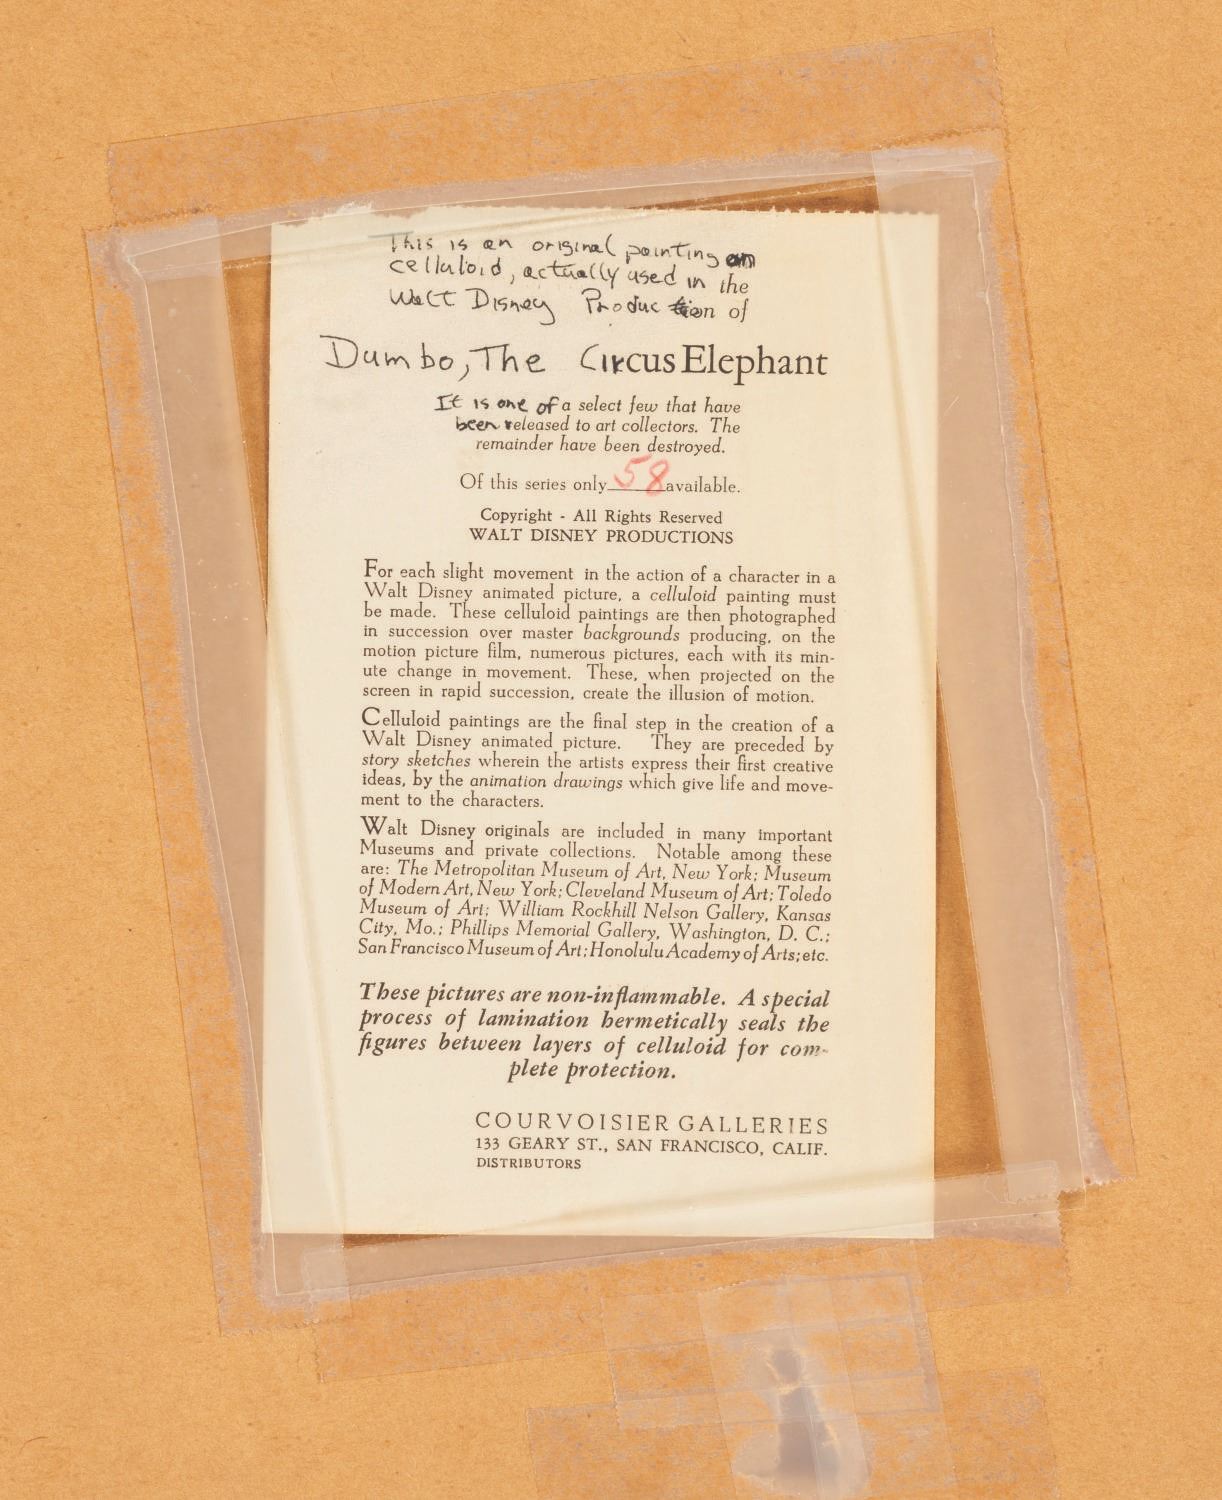 This is an original painting on
celluloid, actually used in the
Walt Disney Production of
Dumbo, The Circus Elephant
It is one of a select few that have
been released to art collectors. The
remainder have been destroyed.
Of this series only 58 available.
Copyright - All Rights Reserved
WALT DISNEY PRODUCTIONS
For each slight movement in the action of a character in a
Walt Disney animated picture, a celluloid painting must
be made. These celluloid paintings are then photographed
in succession over master backgrounds producing, on the
motion picture film, numerous pictures, each with its min-
ute change in movement. These, when projected on the
screen in rapid succession, create the illusion of motion.
Celluloid paintings are the final step in the creation of a
Walt Disney animated picture. They are preceded by
story sketches wherein the artists express their first creative
ideas, by the animation drawings which give life and move-
ment to the characters.
Walt Disney originals are included in many important
Museums and private collections. Notable among these
are: The Metropolitan Museum of Art, New York; Museum
of Modern Art, New York; Cleveland Museum of Art; Toledo
Museum of Art; William Rockhill Nelson Gallery, Kansas
City, Mo.; Phillips Memorial Gallery, Washington, D. C.;
San Francisco Museum of Art; Honolulu Academy of Arts; etc.
These pictures are non-inflammable. A special
process of lamination hermetically seals the
figures between layers of celluloid for com-
plete protection.
COURVOISIER GALLERIES
133 GEARY ST., SAN FRANCISCO, CALIF.
DISTRIBUTORS